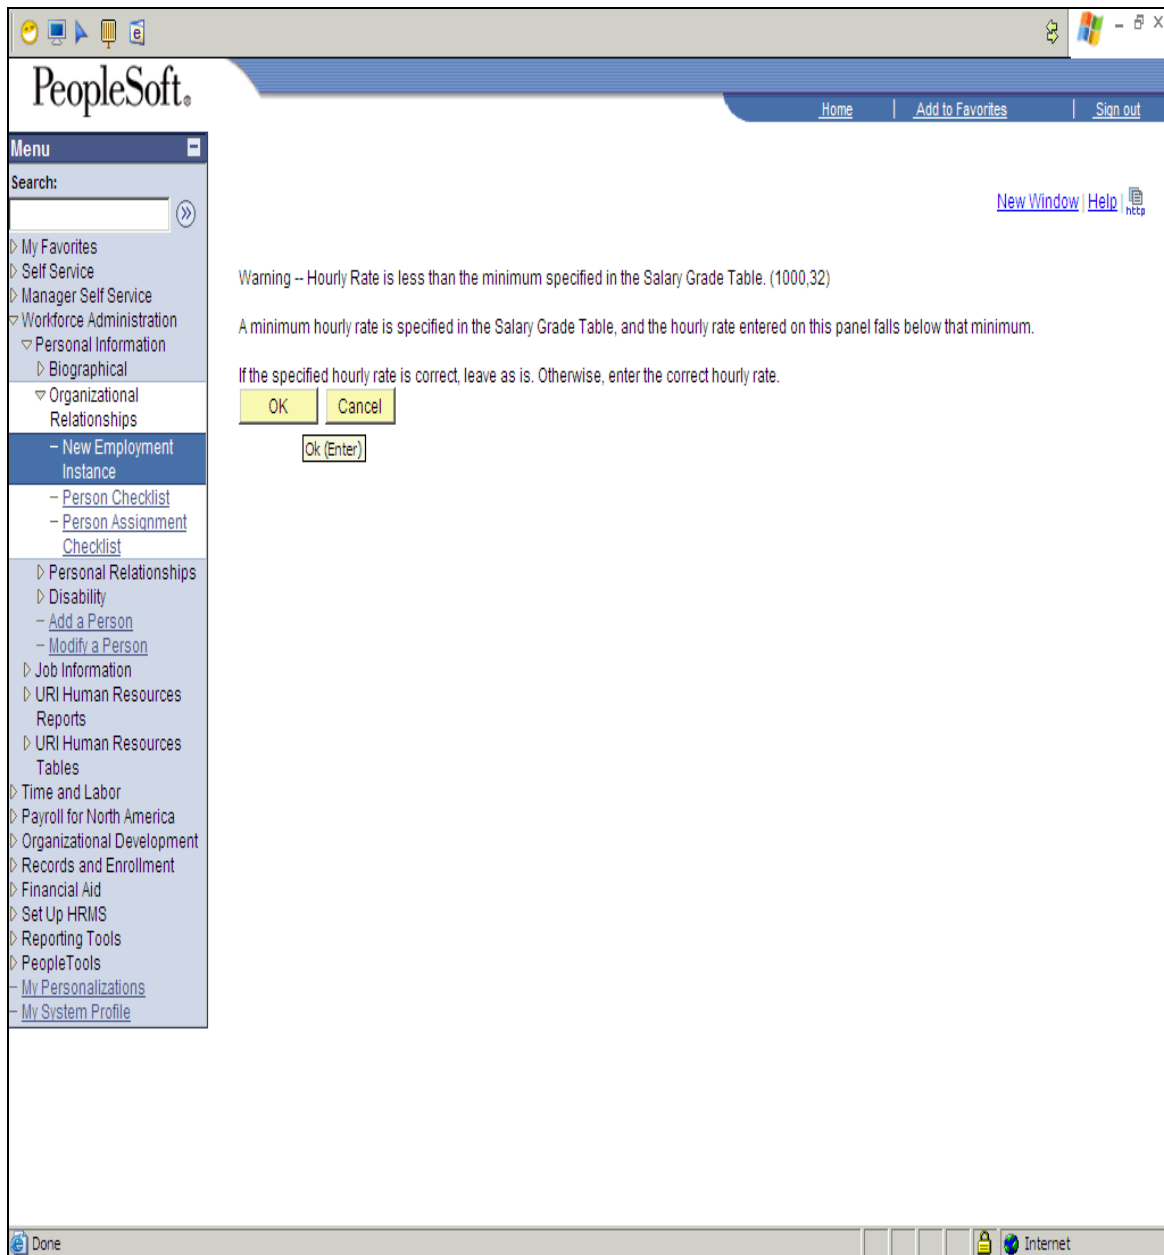 PeopleSoft®
Home | Add to Favorites | Sign out
Menu
Search:
New Window | Help | http
My Favorites
Self Service
Manager Self Service
Workforce Administration
Personal Information
Biographical
Organizational
Relationships
– New Employment
Instance
– Person Checklist
– Person Assignment
Checklist
Personal Relationships
Disability
– Add a Person
– Modify a Person
Job Information
URI Human Resources
Reports
URI Human Resources
Tables
Time and Labor
Payroll for North America
Organizational Development
Records and Enrollment
Financial Aid
Set Up HRMS
Reporting Tools
PeopleTools
– My Personalizations
– My System Profile
Warning -- Hourly Rate is less than the minimum specified in the Salary Grade Table. (1000,32)
A minimum hourly rate is specified in the Salary Grade Table, and the hourly rate entered on this panel falls below that minimum.
If the specified hourly rate is correct, leave as is. Otherwise, enter the correct hourly rate.
OK Cancel
Ok (Enter)
Done
Internet